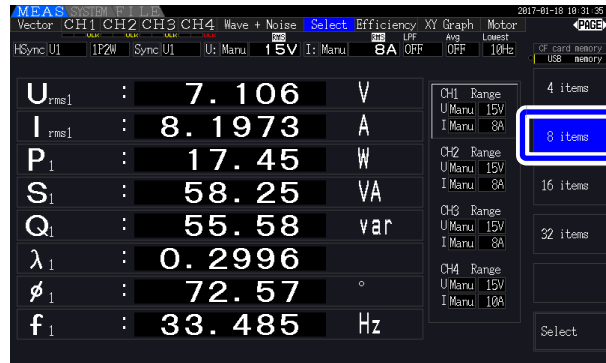 MEAS SYSTEM FILE 2017-01-18 10:31:35
Vector CH1 CH2 CH3 CH4 Wave + Noise Select Efficiency XY Graph Motor PAGE
RMS RMS LPF Avg Lowest
HSync U1 1P2W Sync U1 U: Manu 15V I: Manu 8A OFF OFF 10Hz
CF card memory
USB memory
4 items
8 items
16 items
32 items
Select
Urms1 : 7.106 V
Irms1 : 8.1973 A
P1 : 17.45 W
S1 : 58.25 VA
Q1 : 55.58 var
λ1 : 0.2996
ø1 : 72.57 °
f1 : 33.485 Hz
CH1 Range
U Manu 15V
I Manu 8A
CH2 Range
U Manu 15V
I Manu 8A
CH3 Range
U Manu 15V
I Manu 8A
CH4 Range
U Manu 15V
I Manu 10A